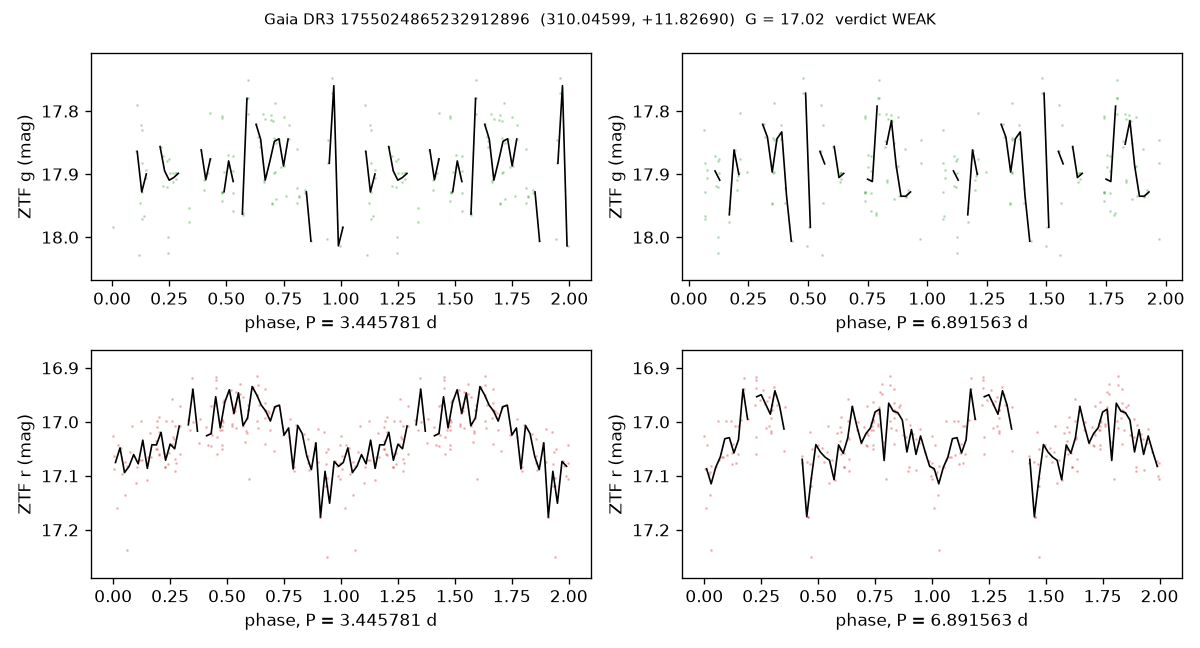 Gaia DR3 1755024865232912896  (310.04599, +11.82690)  G = 17.02  verdict WEAK
ZTF g (mag)
17.8
17.9
18.0
0.00 0.25 0.50 0.75 1.00 1.25 1.50 1.75 2.00
phase, P = 3.445781 d
ZTF g (mag)
17.8
17.9
18.0
0.00 0.25 0.50 0.75 1.00 1.25 1.50 1.75 2.00
phase, P = 6.891563 d
ZTF r (mag)
16.9
17.0
17.1
17.2
0.00 0.25 0.50 0.75 1.00 1.25 1.50 1.75 2.00
phase, P = 3.445781 d
ZTF r (mag)
16.9
17.0
17.1
17.2
0.00 0.25 0.50 0.75 1.00 1.25 1.50 1.75 2.00
phase, P = 6.891563 d